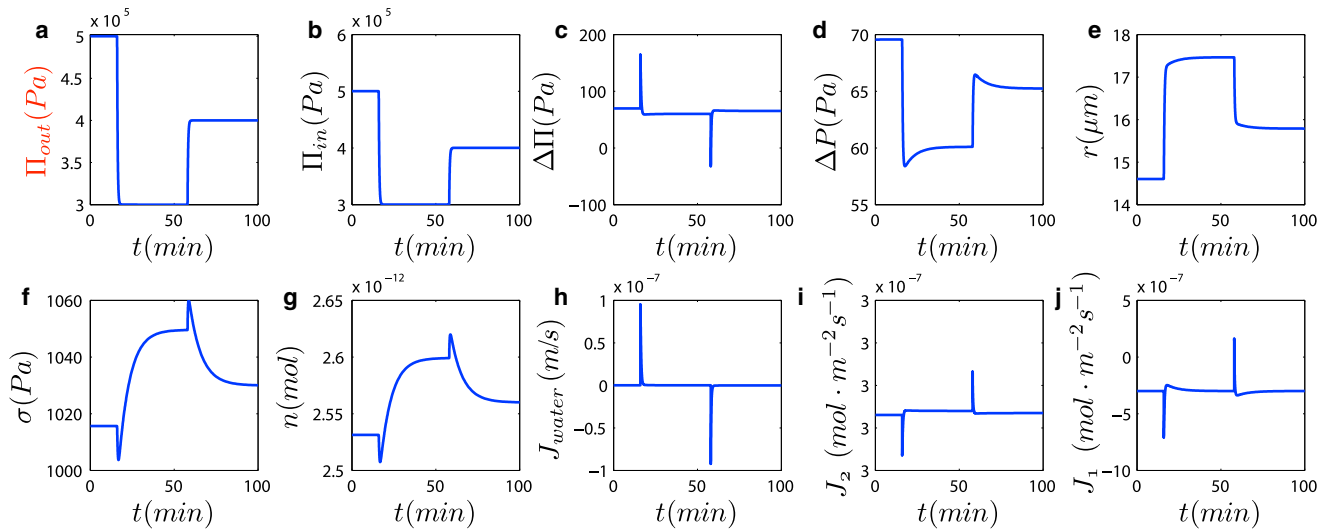 a
x 10^5
5
4.5
4
3.5
3
0
50
100
Π_out(Pa)
t(min)
b
x 10^5
6
5
4
3
0
50
100
Π_in(Pa)
t(min)
c
200
100
0
−100
0
50
100
ΔΠ(Pa)
t(min)
d
70
65
60
55
0
50
100
ΔP(Pa)
t(min)
e
18
17
16
15
14
0
50
100
r(μm)
t(min)
f
1060
1040
1020
1000
0
50
100
σ(Pa)
t(min)
g
x 10^−12
2.65
2.6
2.55
2.5
0
50
100
n(mol)
t(min)
h
x 10^−7
1
0.5
0
−0.5
−1
0
50
100
J_water(m/s)
t(min)
i
x 10^−7
3
3
3
3
0
50
100
J_2 (mol · m^−2 s^−1)
t(min)
j
x 10^−7
5
0
−5
−10
0
50
100
J_1 (mol · m^−2 s^−1)
t(min)